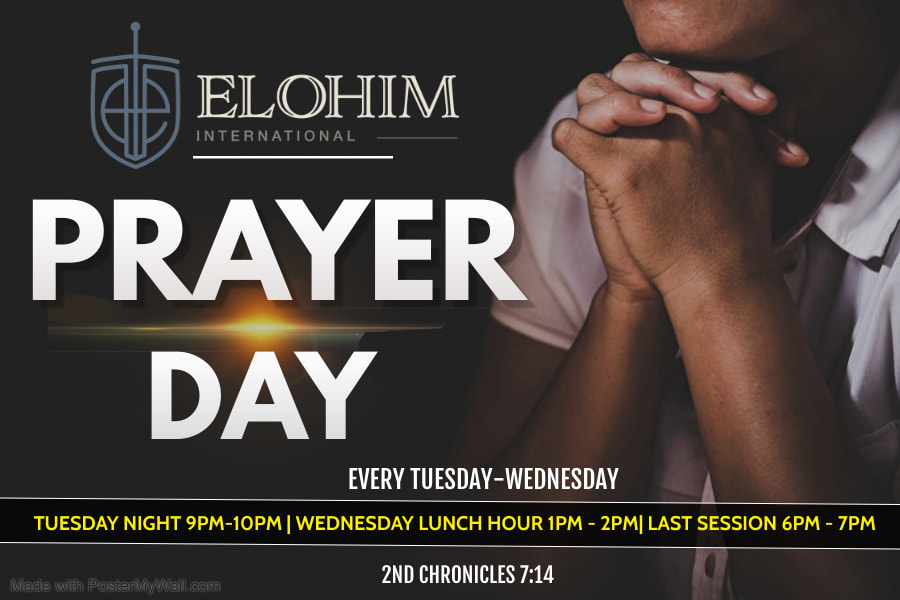 ELOHIM
INTERNATIONAL
PRAYER
DAY
EVERY TUESDAY-WEDNESDAY
TUESDAY NIGHT 9PM-10PM | WEDNESDAY LUNCH HOUR 1PM - 2PM| LAST SESSION 6PM - 7PM
2ND CHRONICLES 7:14
Made with PosterMyWall.com